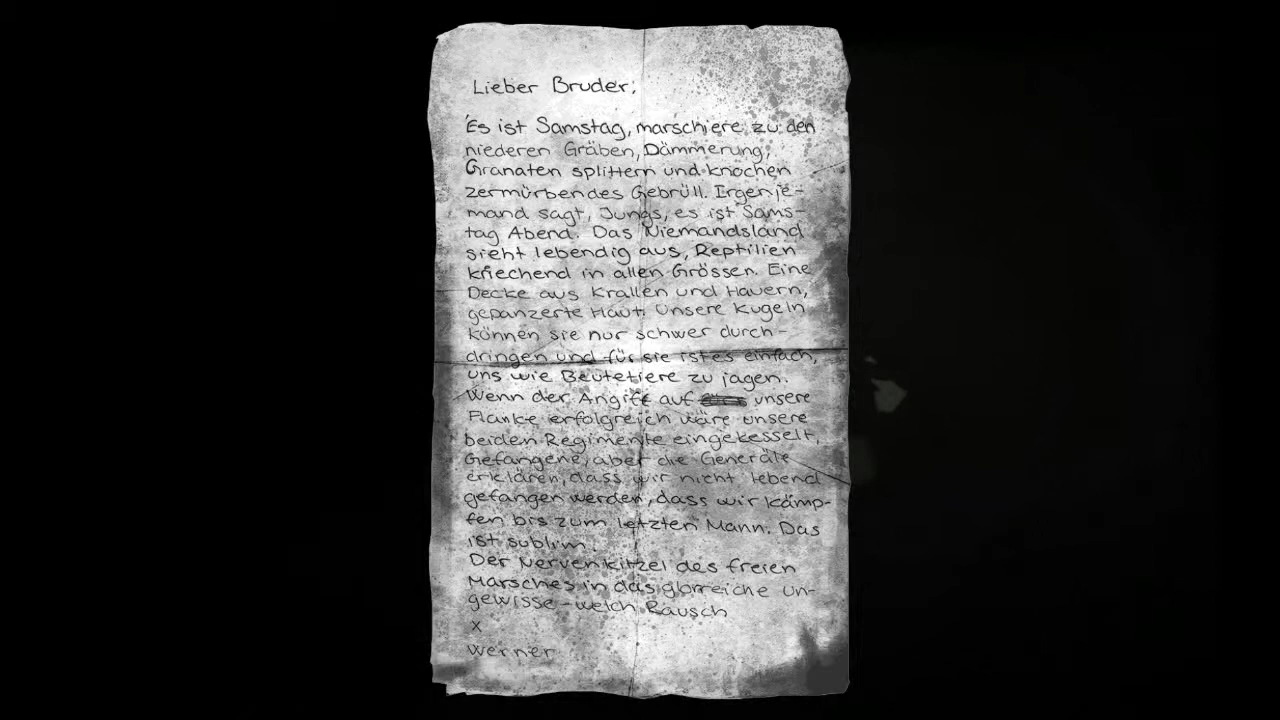 Lieber Bruder,
Es ist Samstag, marschiere zu den
niederen Gräben, Dämmerung,
Granaten splittern und knochen
zermürbendes Gebrüll. Irgenje-
mand sagt, Jungs, es ist Sams-
tag Abend. Das Niemandsland
sieht lebendig aus, Reptilien
kriechend in allen Grössen. Eine
Decke aus Krallen und Hauern,
gepanzerte Haut. Unsere Kugeln
können sie nur schwer durch-
dringen und für sie ist es einfach,
uns wie Beutetiere zu jagen.
Wenn der Angiff auf unsere
Flanke erfolgreich wäre unsere
beiden Regimente eingekesselt,
Gefangene, aber die Generäle
erklären, dass wir nicht lebend
gefangen werden, dass wir kämp-
fen bis zum letzten Mann. Das
ist sublim.
Der Nervenkitzel des freien
Marsches in das glorreiche un-
gewisse - welch Rausch
x
Werner